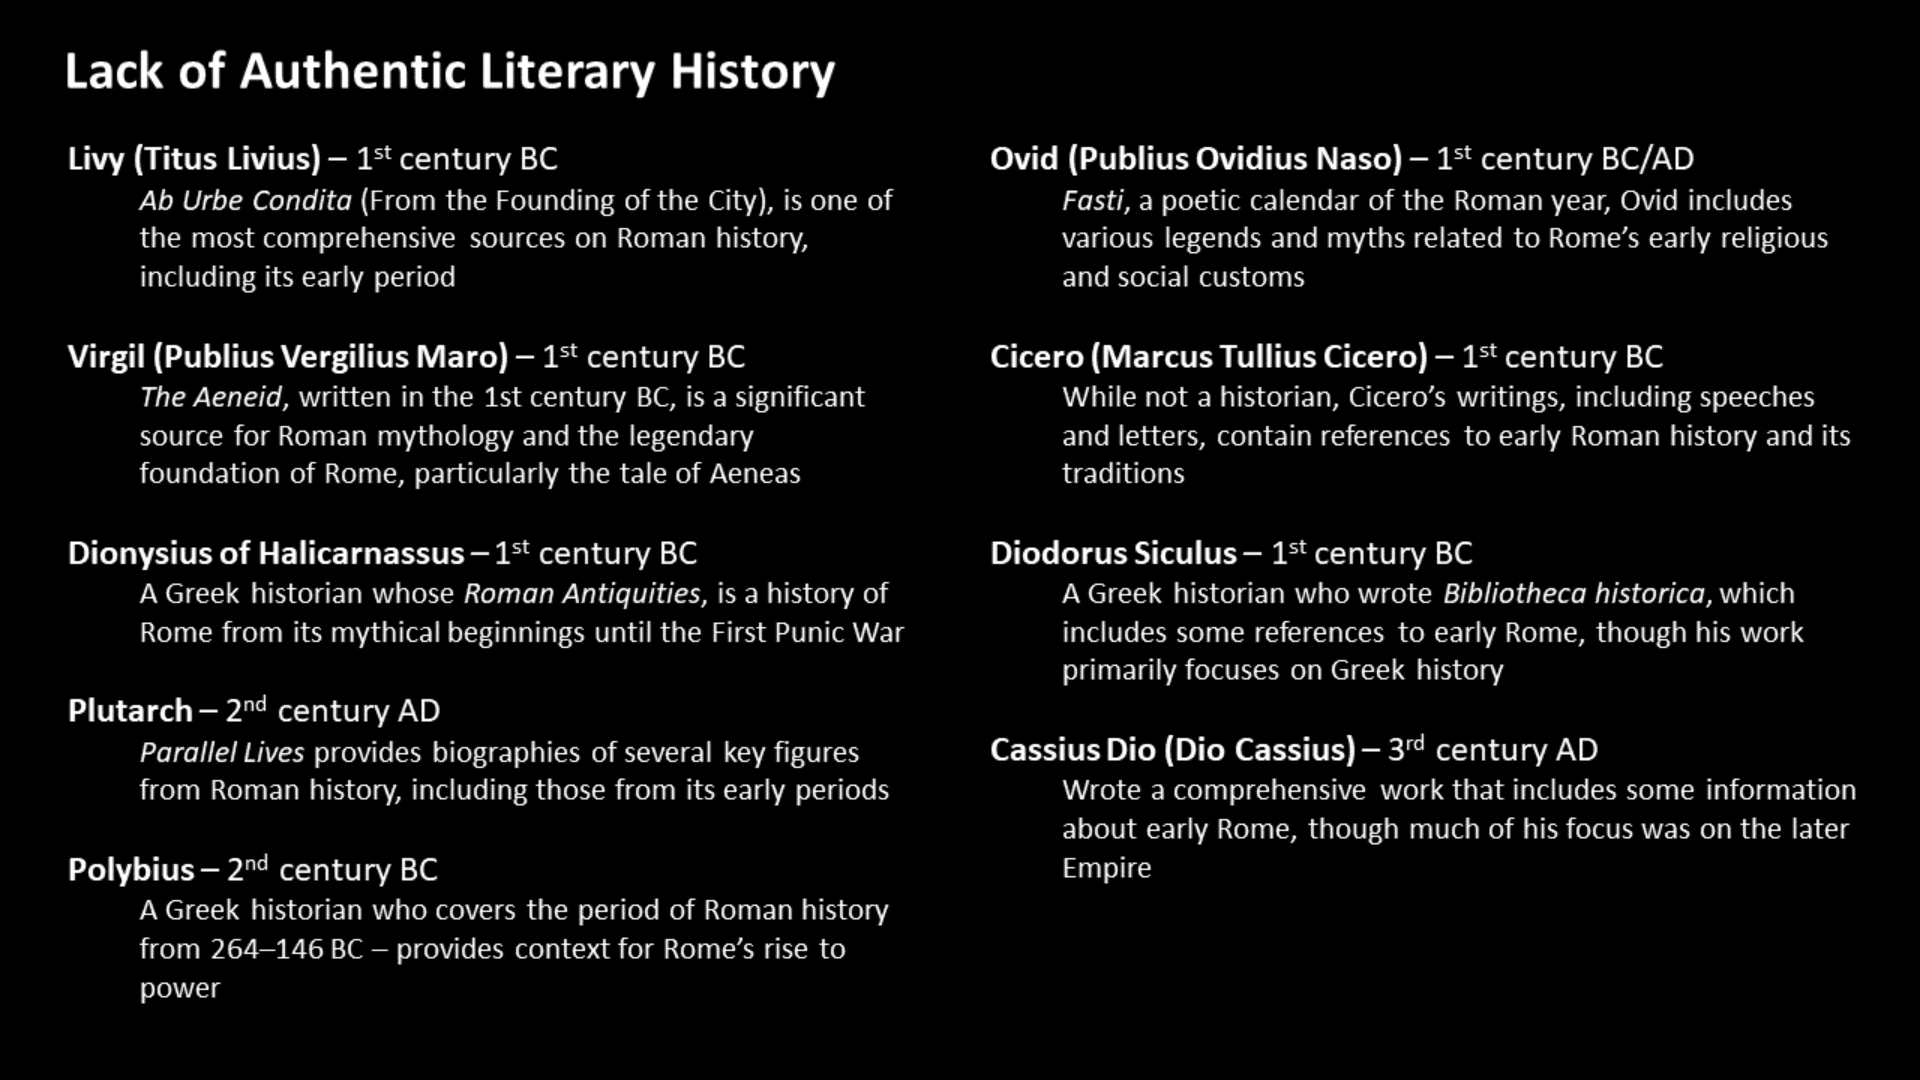 Lack of Authentic Literary History
Livy (Titus Livius) – 1st century BC
Ab Urbe Condita (From the Founding of the City), is one of
the most comprehensive sources on Roman history,
including its early period
Virgil (Publius Vergilius Maro) – 1st century BC
The Aeneid, written in the 1st century BC, is a significant
source for Roman mythology and the legendary
foundation of Rome, particularly the tale of Aeneas
Dionysius of Halicarnassus – 1st century BC
A Greek historian whose Roman Antiquities, is a history of
Rome from its mythical beginnings until the First Punic War
Plutarch – 2nd century AD
Parallel Lives provides biographies of several key figures
from Roman history, including those from its early periods
Polybius – 2nd century BC
A Greek historian who covers the period of Roman history
from 264–146 BC – provides context for Rome’s rise to
power
Ovid (Publius Ovidius Naso) – 1st century BC/AD
Fasti, a poetic calendar of the Roman year, Ovid includes
various legends and myths related to Rome’s early religious
and social customs
Cicero (Marcus Tullius Cicero) – 1st century BC
While not a historian, Cicero’s writings, including speeches
and letters, contain references to early Roman history and its
traditions
Diodorus Siculus – 1st century BC
A Greek historian who wrote Bibliotheca historica, which
includes some references to early Rome, though his work
primarily focuses on Greek history
Cassius Dio (Dio Cassius) – 3rd century AD
Wrote a comprehensive work that includes some information
about early Rome, though much of his focus was on the later
Empire